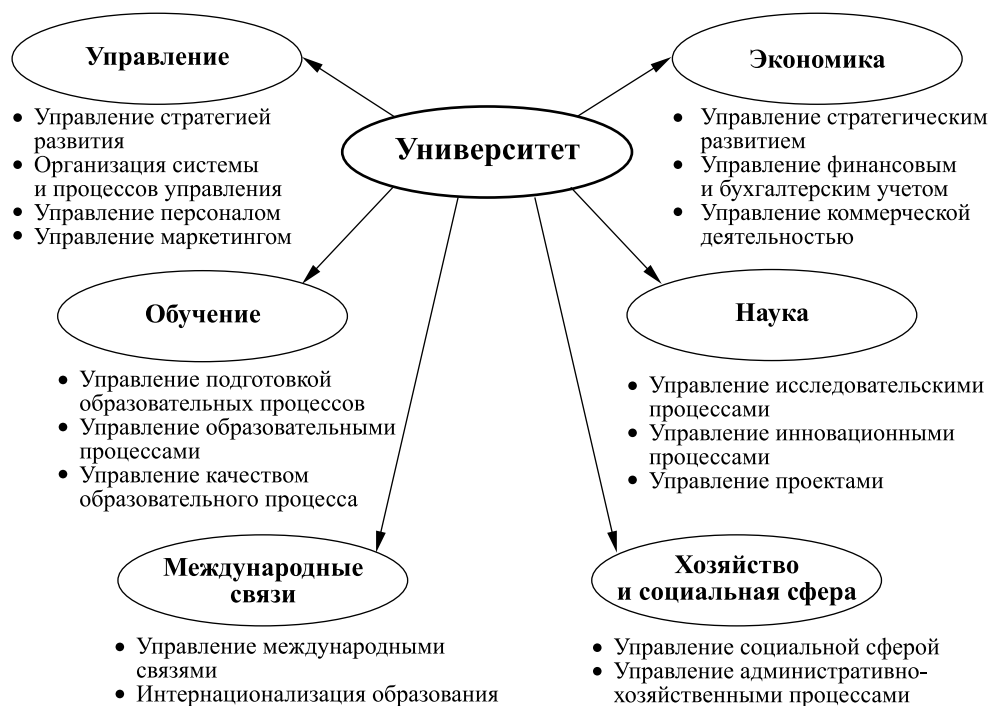 Управление
• Управление стратегией
развития
• Организация системы
и процессов управления
• Управление персоналом
• Управление маркетингом
Университет
Экономика
• Управление стратегическим
развитием
• Управление финансовым
и бухгалтерским учетом
• Управление коммерческой
деятельностью
Обучение
• Управление подготовкой
образовательных процессов
• Управление образовательными
процессами
• Управление качеством
образовательного процесса
Наука
• Управление исследовательскими
процессами
• Управление инновационными
процессами
• Управление проектами
Международные
связи
• Управление международными
связями
• Интернационализация образования
Хозяйство
и социальная сфера
• Управление социальной сферой
• Управление административно-
хозяйственными процессами